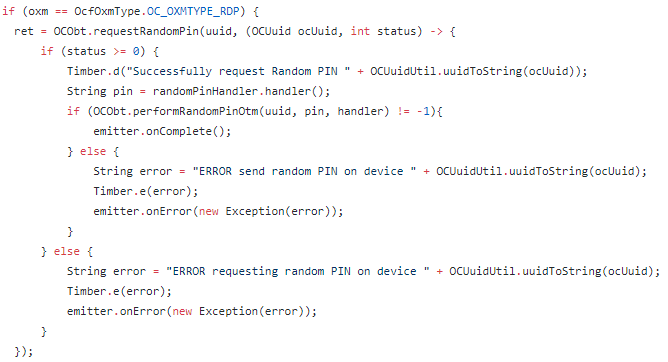 if (oxm == OcfOxmType.OC_OXMTYPE_RDP) {
  ret = OCObt.requestRandomPin(uuid, (OCUuid ocUuid, int status) -> {
      if (status >= 0) {
          Timber.d("Successfully request Random PIN " + OCUuidUtil.uuidToString(ocUuid));
          String pin = randomPinHandler.handler();
          if (OCObt.performRandomPinOtm(uuid, pin, handler) != -1){
              emitter.onComplete();
          } else {
              String error = "ERROR send random PIN on device " + OCUuidUtil.uuidToString(ocUuid);
              Timber.e(error);
              emitter.onError(new Exception(error));
          }
      } else {
          String error = "ERROR requesting random PIN on device " + OCUuidUtil.uuidToString(ocUuid);
          Timber.e(error);
          emitter.onError(new Exception(error));
      }
  });